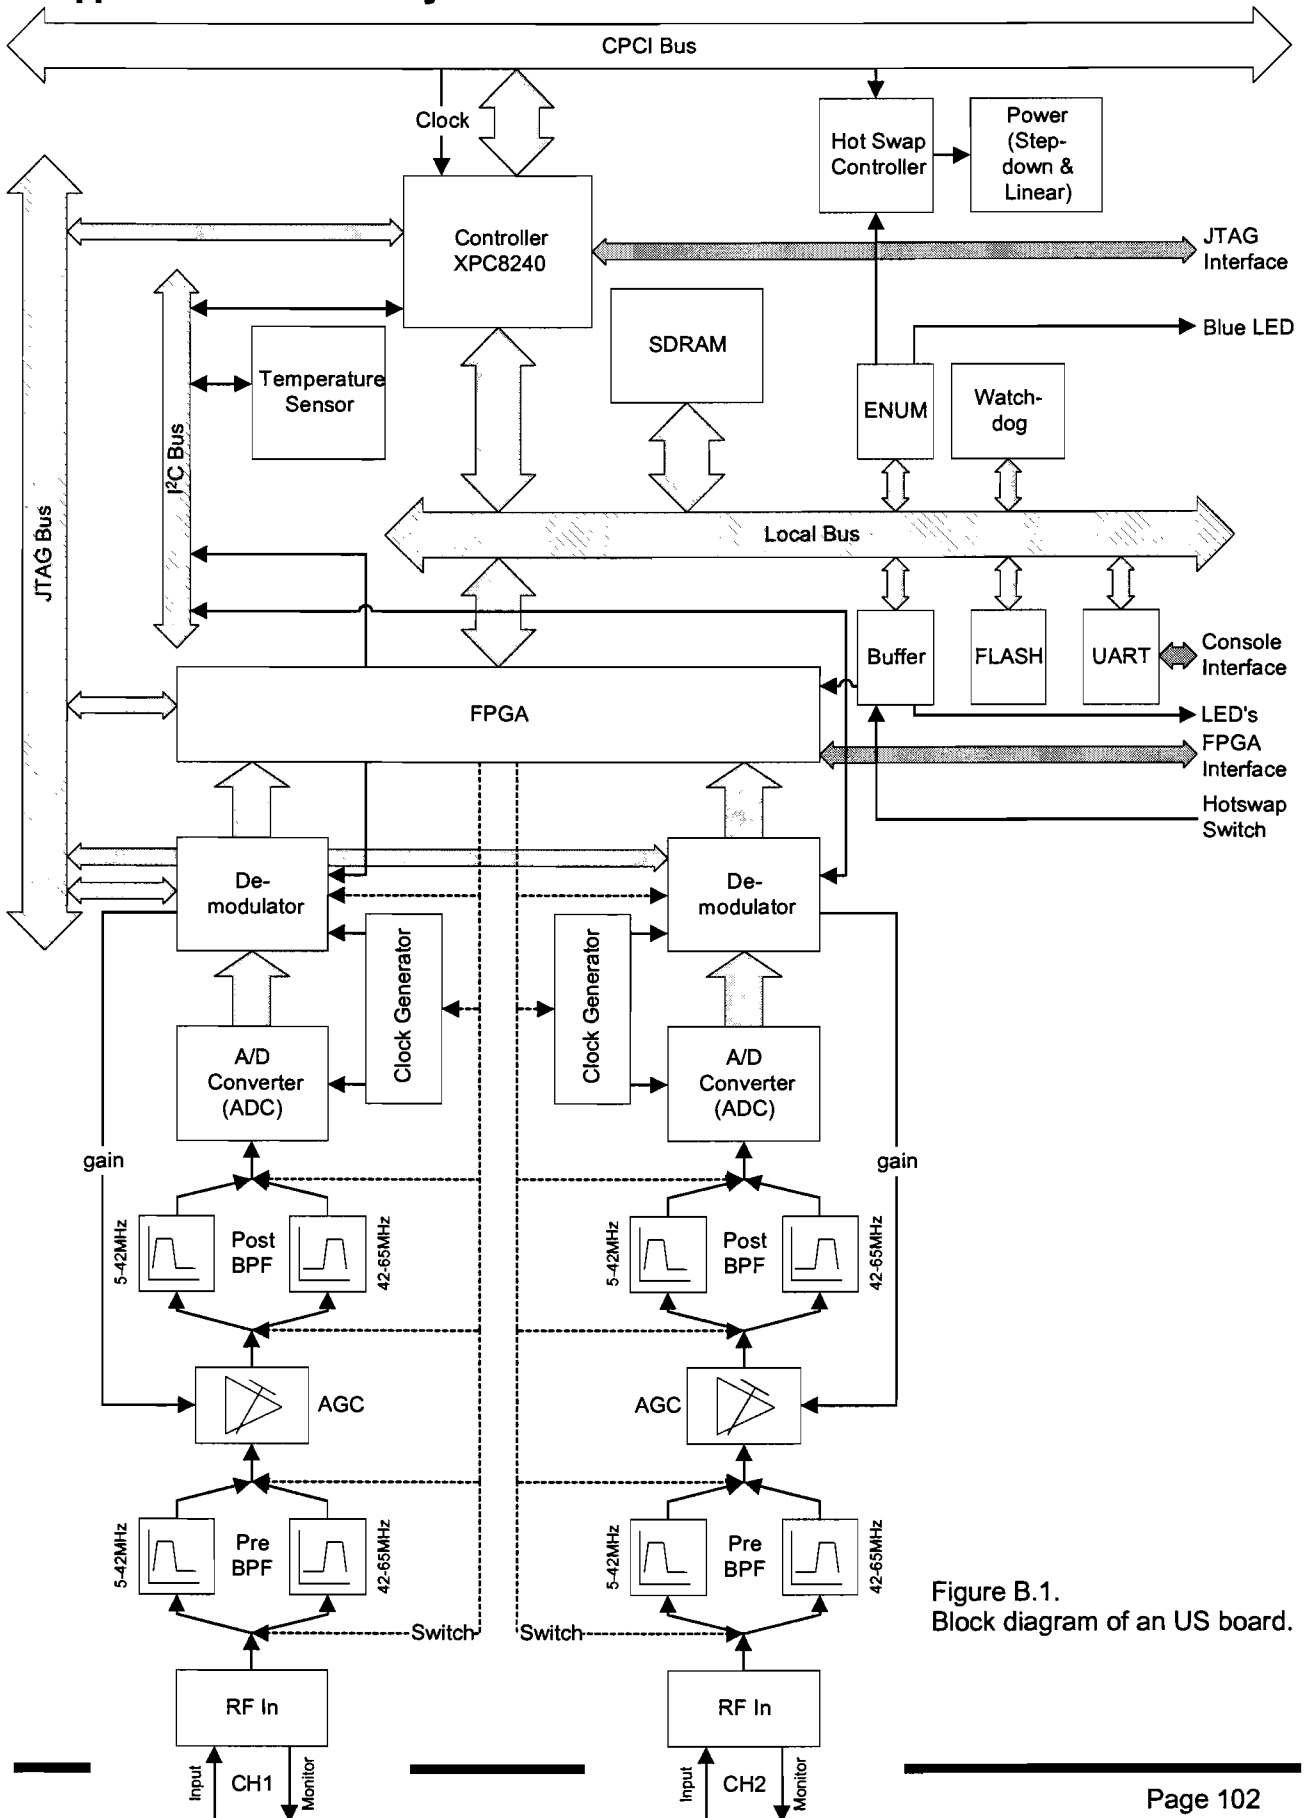 CPCI Bus
Clock
Hot Swap
Controller
Power
(Step-
down &
Linear)
Controller
XPC8240
JTAG
Interface
SDRAM
Blue LED
Temperature
Sensor
ENUM
Watch-
dog
I²C Bus
JTAG Bus
Local Bus
Buffer
FLASH
UART
Console
Interface
FPGA
LED's
FPGA
Interface
Hotswap
Switch
De-
modulator
De-
modulator
Clock Generator
Clock Generator
A/D
Converter
(ADC)
A/D
Converter
(ADC)
gain
gain
5-42MHz
Post
BPF
42-65MHz
5-42MHz
Post
BPF
42-65MHz
AGC
AGC
5-42MHz
Pre
BPF
42-65MHz
5-42MHz
Pre
BPF
42-65MHz
Figure B.1.
Block diagram of an US board.
Switch
Switch
RF In
RF In
Input
CH1
Monitor
Input
CH2
Monitor
Page 102